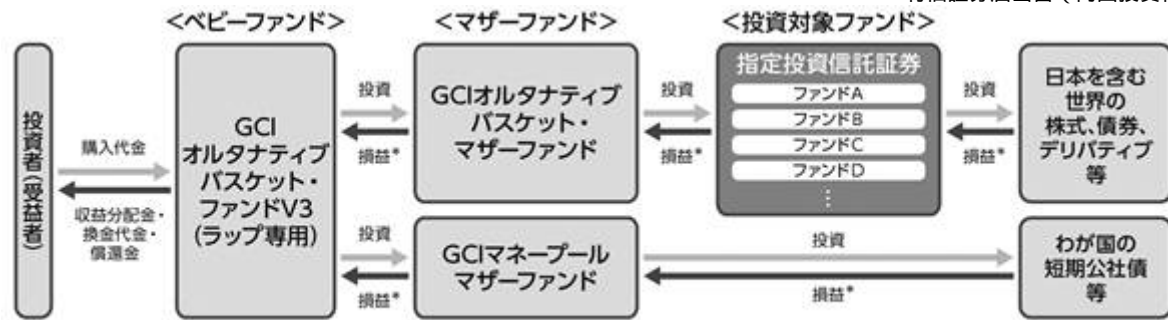 <ベビーファンド>
<マザーファンド>
<投資対象ファンド>
投資者(受益者)
購入代金
収益分配金・
換金代金・
償還金
GCI
オルタナティブ
バスケット・
ファンドV3
(ラップ専用)
投資
損益*
投資
損益*
GCIオルタナティブ
バスケット・
マザーファンド
GCIマネープール
マザーファンド
投資
損益*
指定投資信託証券
ファンドA
ファンドB
ファンドC
ファンドD
⋮
投資
損益*
投資
損益*
日本を含む
世界の
株式、債券、
デリバティブ
等
わが国の
短期公社債
等